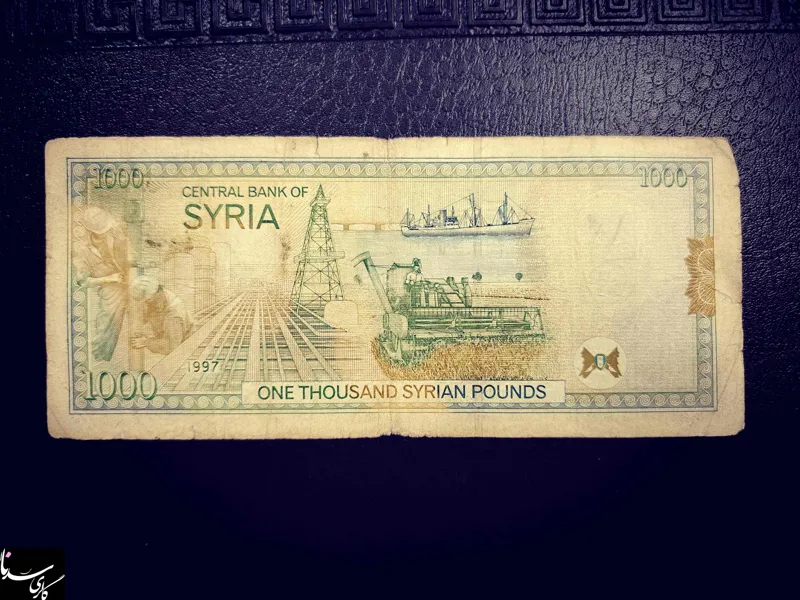 1000
1000
CENTRAL BANK OF
SYRIA
1997
1000
ONE THOUSAND SYRIAN POUNDS